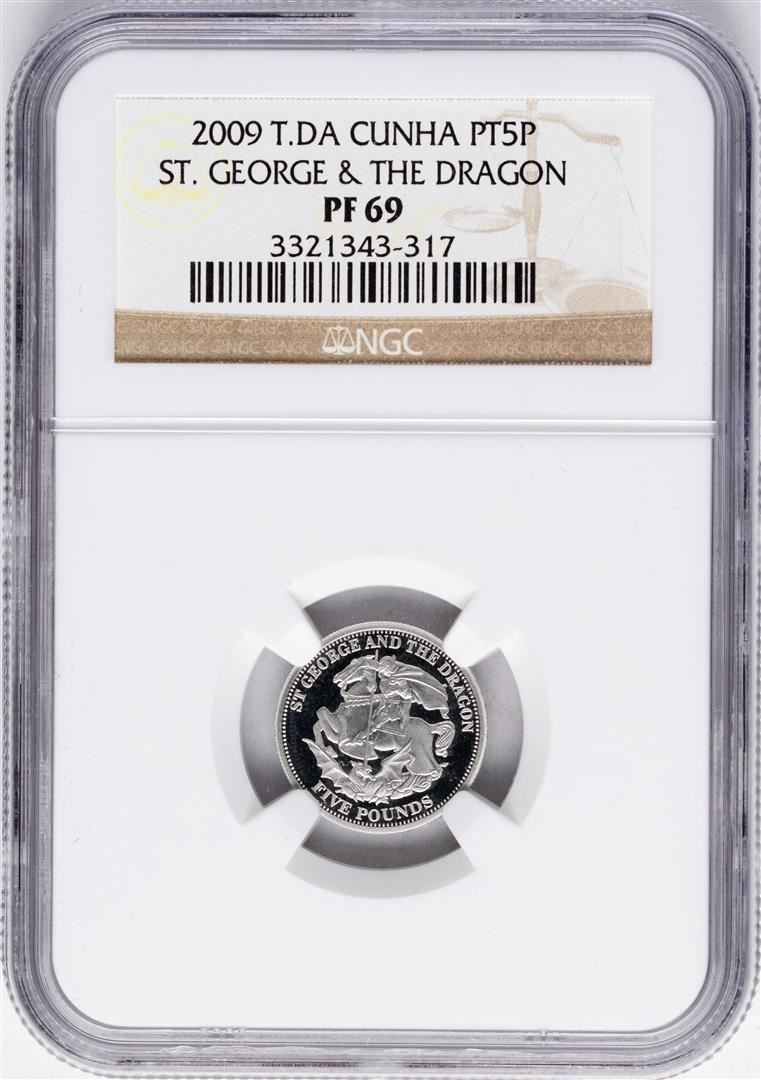 2009 T.DA CUNHA PT5P
ST. GEORGE & THE DRAGON
PF 69
3321343-317
NGC
ST GEORGE AND THE DRAGON
FIVE POUNDS